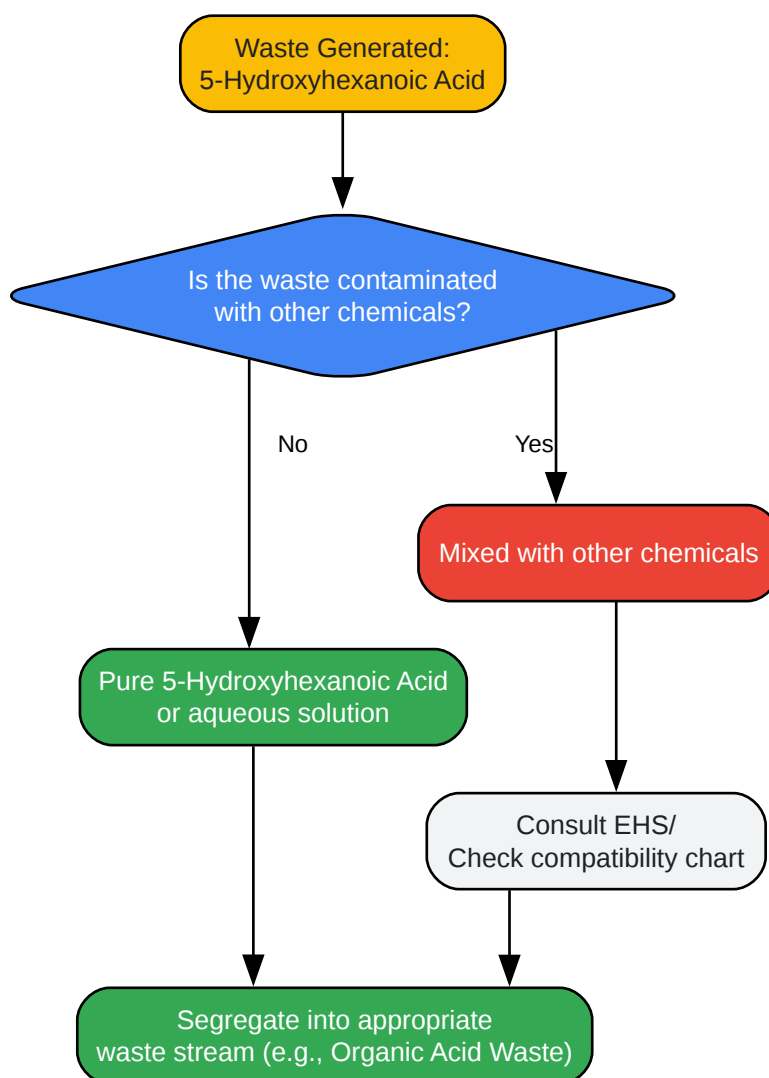 Waste Generated:
5-Hydroxyhexanoic Acid
Is the waste contaminated
with other chemicals?
No
Yes
Mixed with other chemicals
Pure 5-Hydroxyhexanoic Acid
or aqueous solution
Consult EHS/
Check compatibility chart
Segregate into appropriate
waste stream (e.g., Organic Acid Waste)